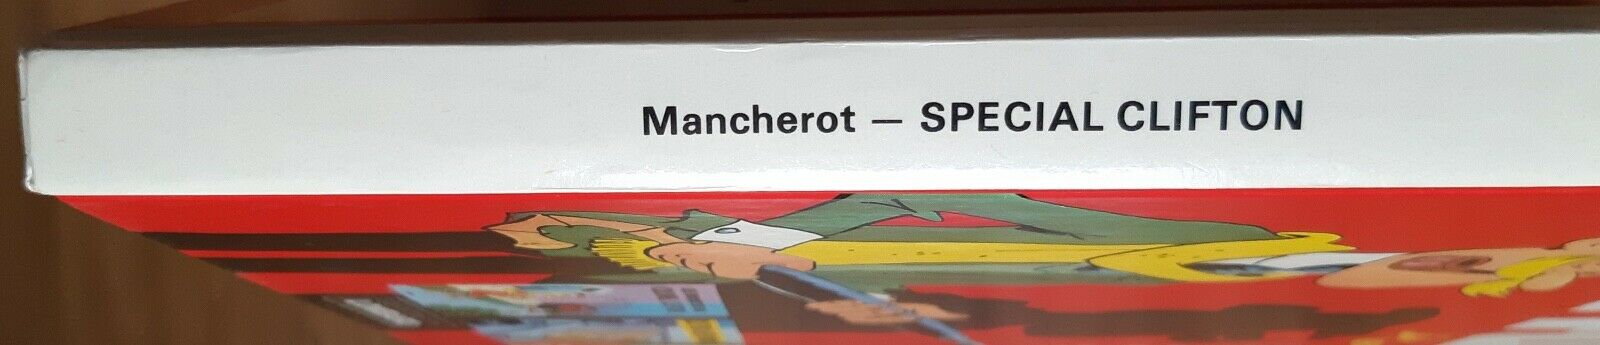 Mancherot — SPECIAL CLIFTON